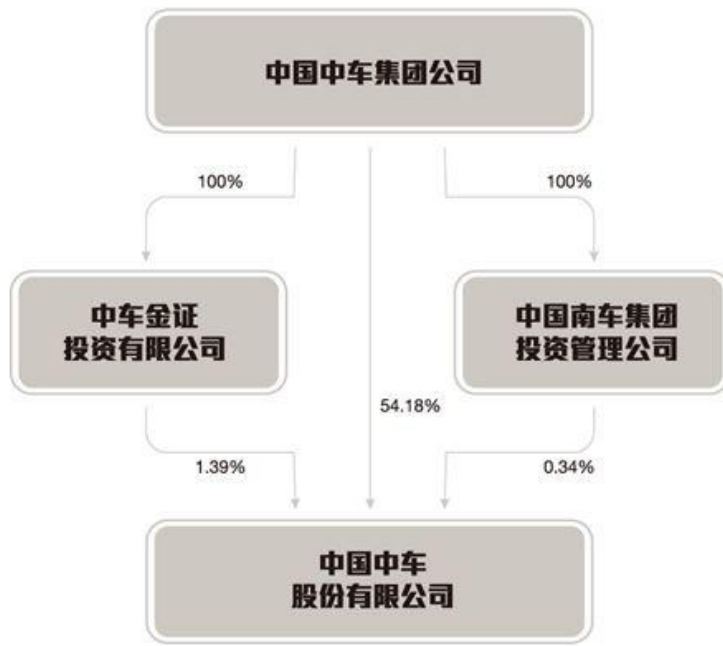 中国中车集团公司
100%
100%
中车金证
投资有限公司
中国南车集团
投资管理公司
54.18%
1.39%
0.34%
中国中车
股份有限公司